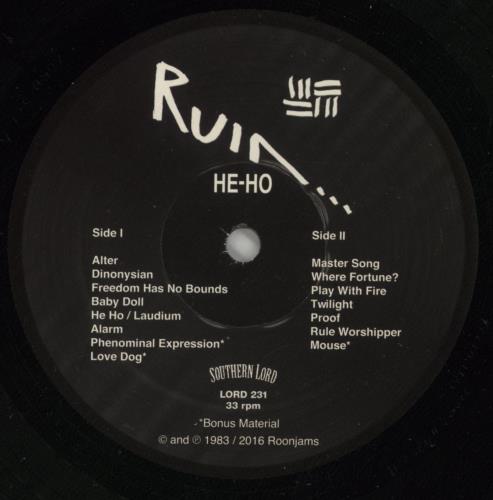 RUIN...
HE-HO
Side I
Alter
Dinonysian
Freedom Has No Bounds
Baby Doll
He Ho / Laudium
Alarm
Phenominal Expression*
Love Dog*
Side II
Master Song
Where Fortune?
Play With Fire
Twilight
Proof
Rule Worshipper
Mouse*
SOUTHERN LORD
LORD 231
33 rpm
*Bonus Material
© and ℗ 1983 / 2016 Roonjams